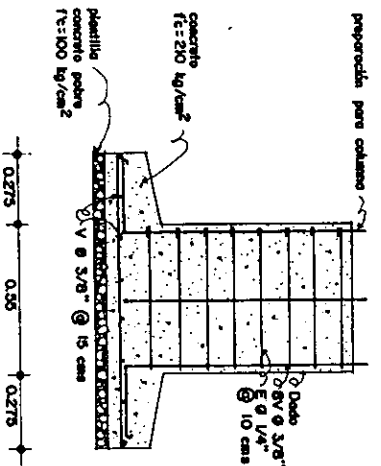 preparación para columna
concreto
f'c=210 kg/cm2
plantilla
concreto pobre
f'c=100 kg/cm2
Dado
8V Ø 3/8"
E Ø 1/4"
@ 10 cms
V Ø 3/8" @ 15 cms
0.275
0.55
0.275